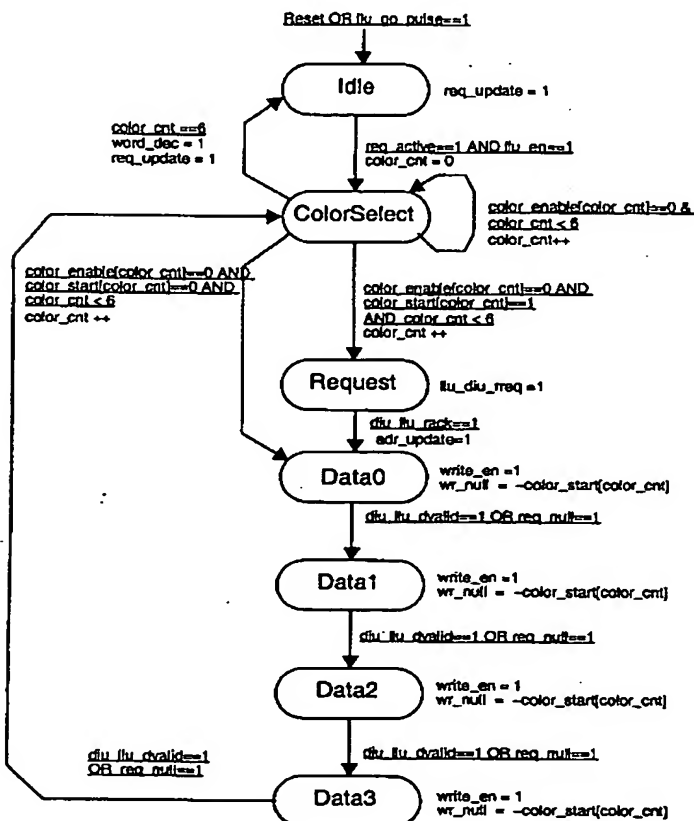 Reset OR llu_go_pulse==1
Idle
req_update = 1
color_cnt ==6
word_dec = 1
req_update = 1
req_active==1 AND llu_en==1
color_cnt = 0
ColorSelect
color_enable[color_cnt]==0 &
color_cnt < 6
color_cnt++
color_enable[color_cnt]==0 AND
color_start[color_cnt]==0 AND
color_cnt < 6
color_cnt ++
color_enable[color_cnt]==0 AND
color_start[color_cnt]==1
AND color_cnt < 6
color_cnt ++
Request
llu_diu_rreq =1
diu_llu_rack==1
adr_update=1
Data0
write_en =1
wr_null = ~color_start[color_cnt]
diu_llu_dvalid==1 OR req_null==1
Data1
write_en =1
wr_null = ~color_start[color_cnt]
diu_llu_dvalid==1 OR req_null==1
Data2
write_en = 1
wr_null = ~color_start[color_cnt]
diu_llu_dvalid==1
OR req_null==1
diu_llu_dvalid==1 OR req_null==1
Data3
write_en = 1
wr_null = ~color_start[color_cnt]